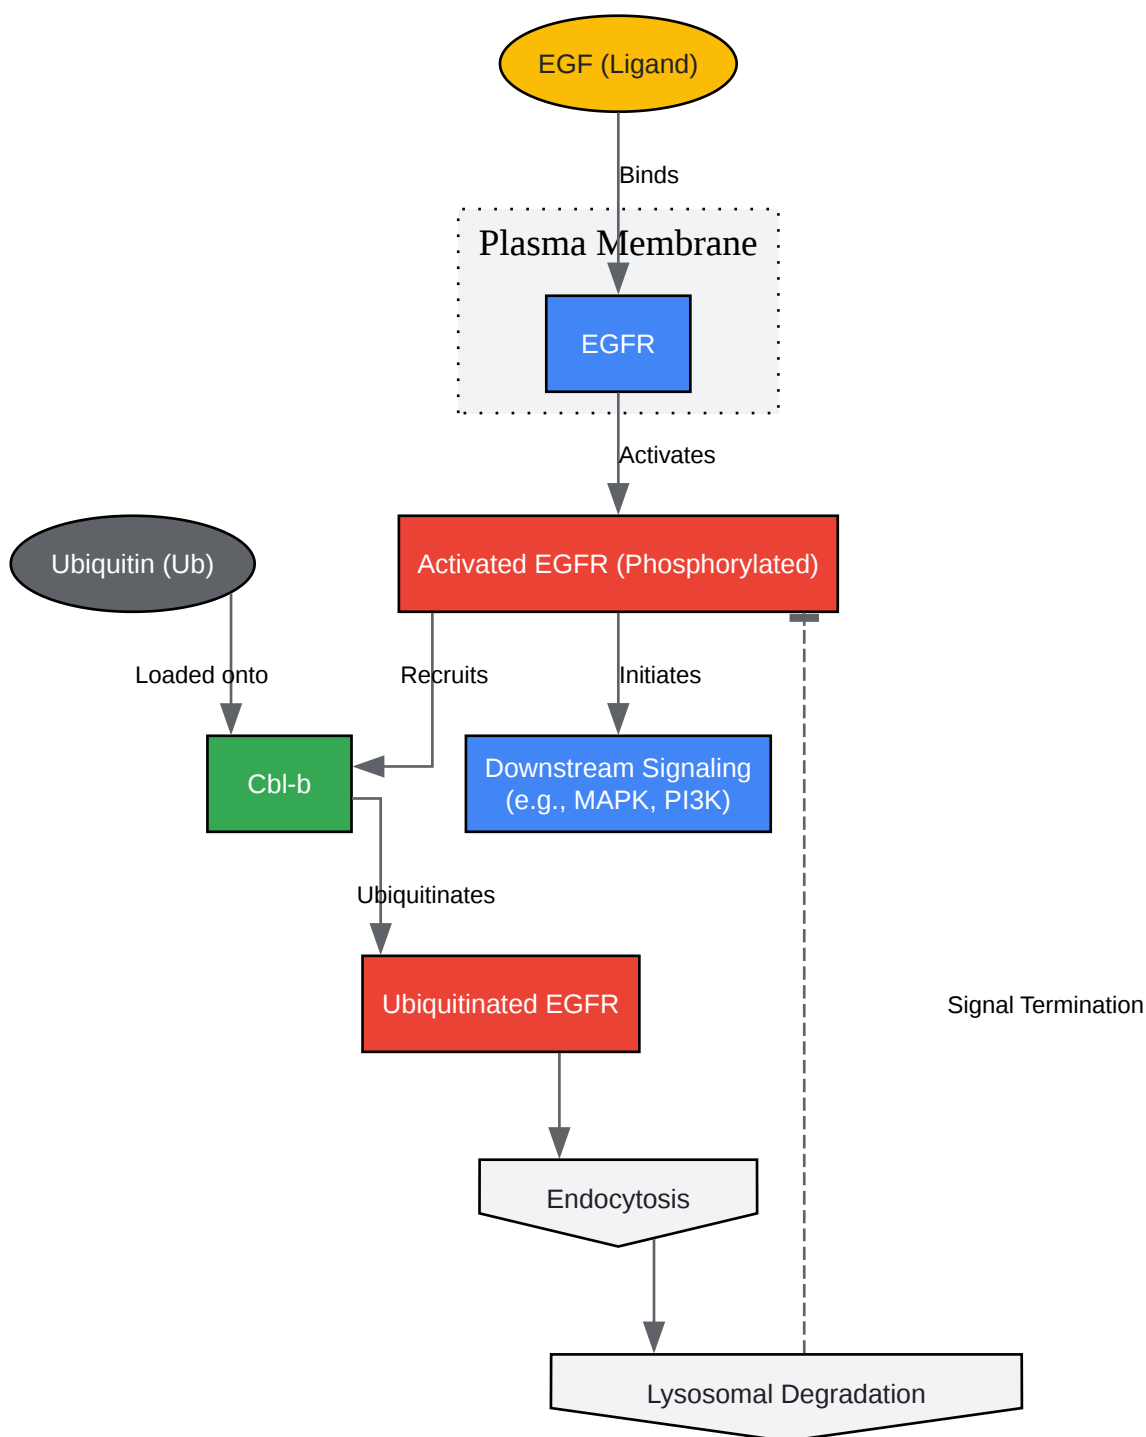 EGF (Ligand)
Binds
Plasma Membrane
EGFR
Activates
Ubiquitin (Ub)
Activated EGFR (Phosphorylated)
Loaded onto
Recruits
Initiates
Cbl-b
Downstream Signaling
(e.g., MAPK, PI3K)
Ubiquitinates
Ubiquitinated EGFR
Signal Termination
Endocytosis
Lysosomal Degradation